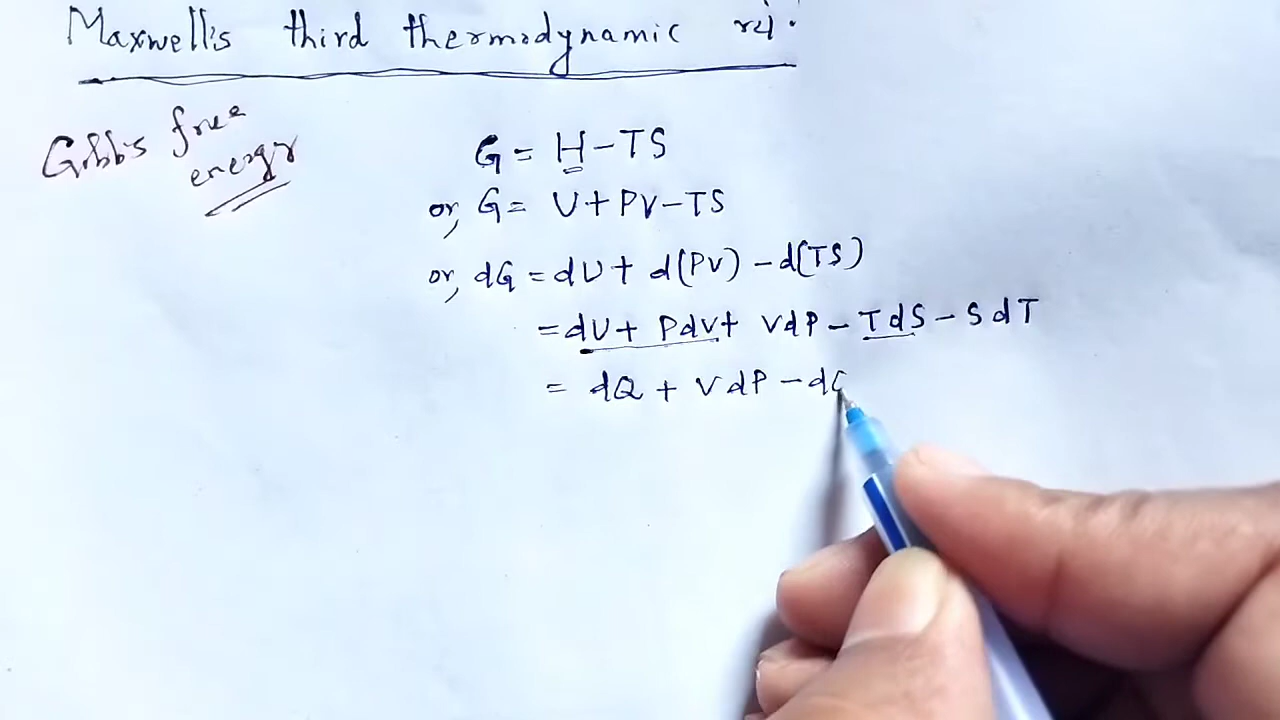 Maxwell's third thermodynamic rel.
Gibb's free
energy
G = H - TS
or, G = U + PV - TS
or, dG = dU + d(PV) - d(TS)
= dU + PdV + VdP - TdS - SdT
= dQ + VdP - d